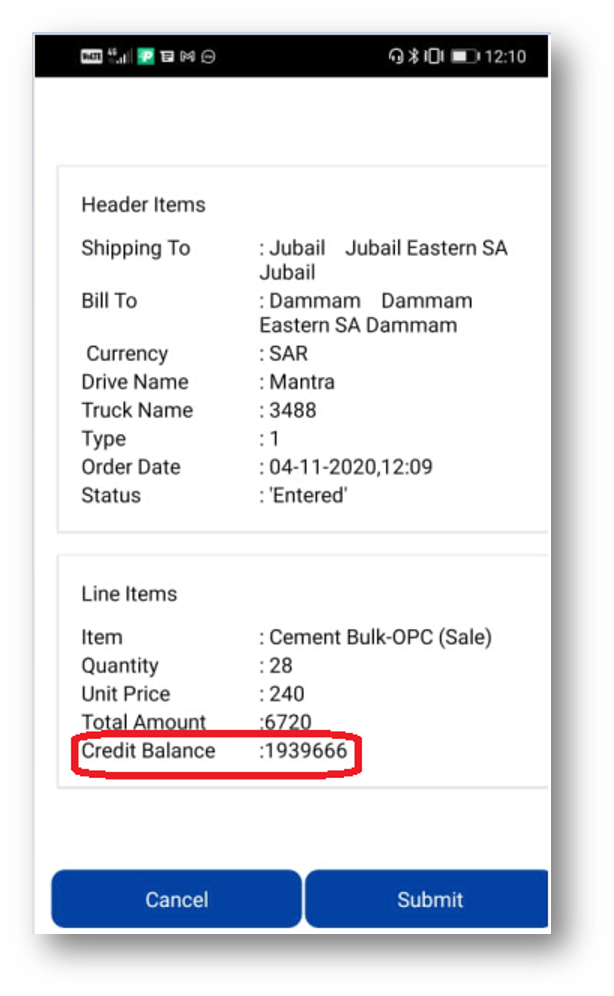 VoLTE 4G 12:10
Header Items
Shipping To : Jubail Jubail Eastern SA
Jubail
Bill To : Dammam Dammam
Eastern SA Dammam
Currency : SAR
Drive Name : Mantra
Truck Name : 3488
Type : 1
Order Date : 04-11-2020,12:09
Status : 'Entered'
Line Items
Item : Cement Bulk-OPC (Sale)
Quantity : 28
Unit Price : 240
Total Amount :6720
Credit Balance :1939666
Cancel Submit